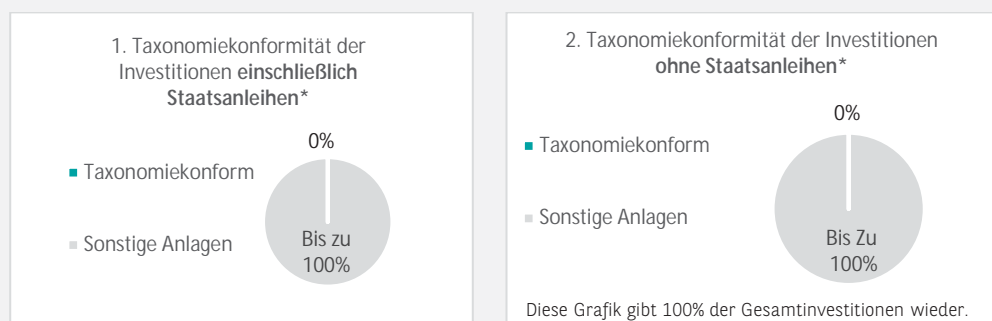 1. Taxonomiekonformität der
Investitionen einschließlich
Staatsanleihen*
0%
Taxonomiekonform
Sonstige Anlagen
Bis zu
100%
2. Taxonomiekonformität der Investitionen
ohne Staatsanleihen*
0%
Taxonomiekonform
Sonstige Anlagen
Bis Zu
100%
Diese Grafik gibt 100% der Gesamtinvestitionen wieder.